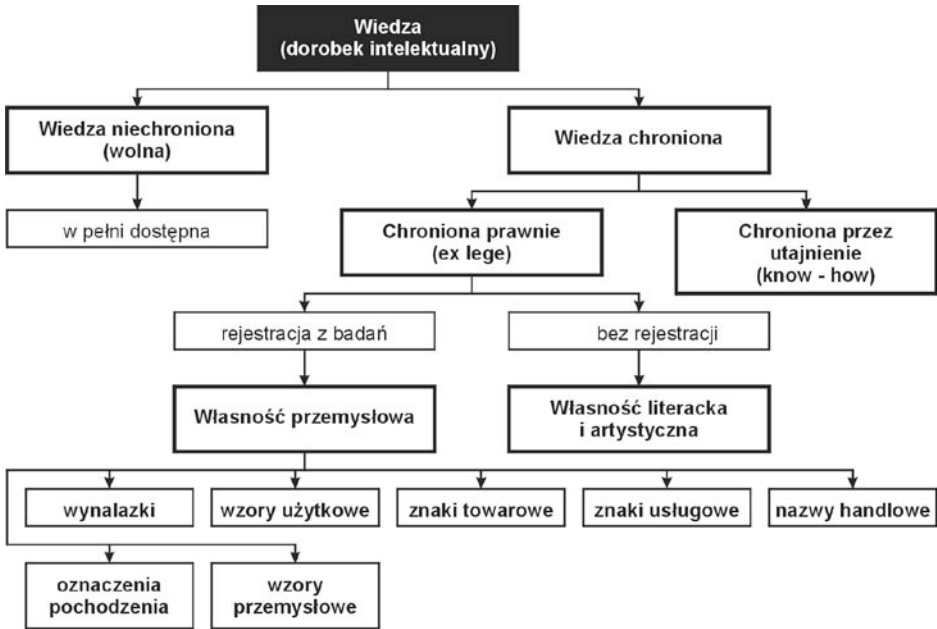 Wiedza
(dorobek intelektualny)
Wiedza niechroniona
(wolna)
Wiedza chroniona
w pełni dostępna
Chroniona prawnie
(ex lege)
Chroniona przez
utajnienie
(know - how)
rejestracja z badań
bez rejestracji
Własność przemysłowa
Własność literacka
i artystyczna
wynalazki
wzory użytkowe
znaki towarowe
znaki usługowe
nazwy handlowe
oznaczenia
pochodzenia
wzory
przemysłowe